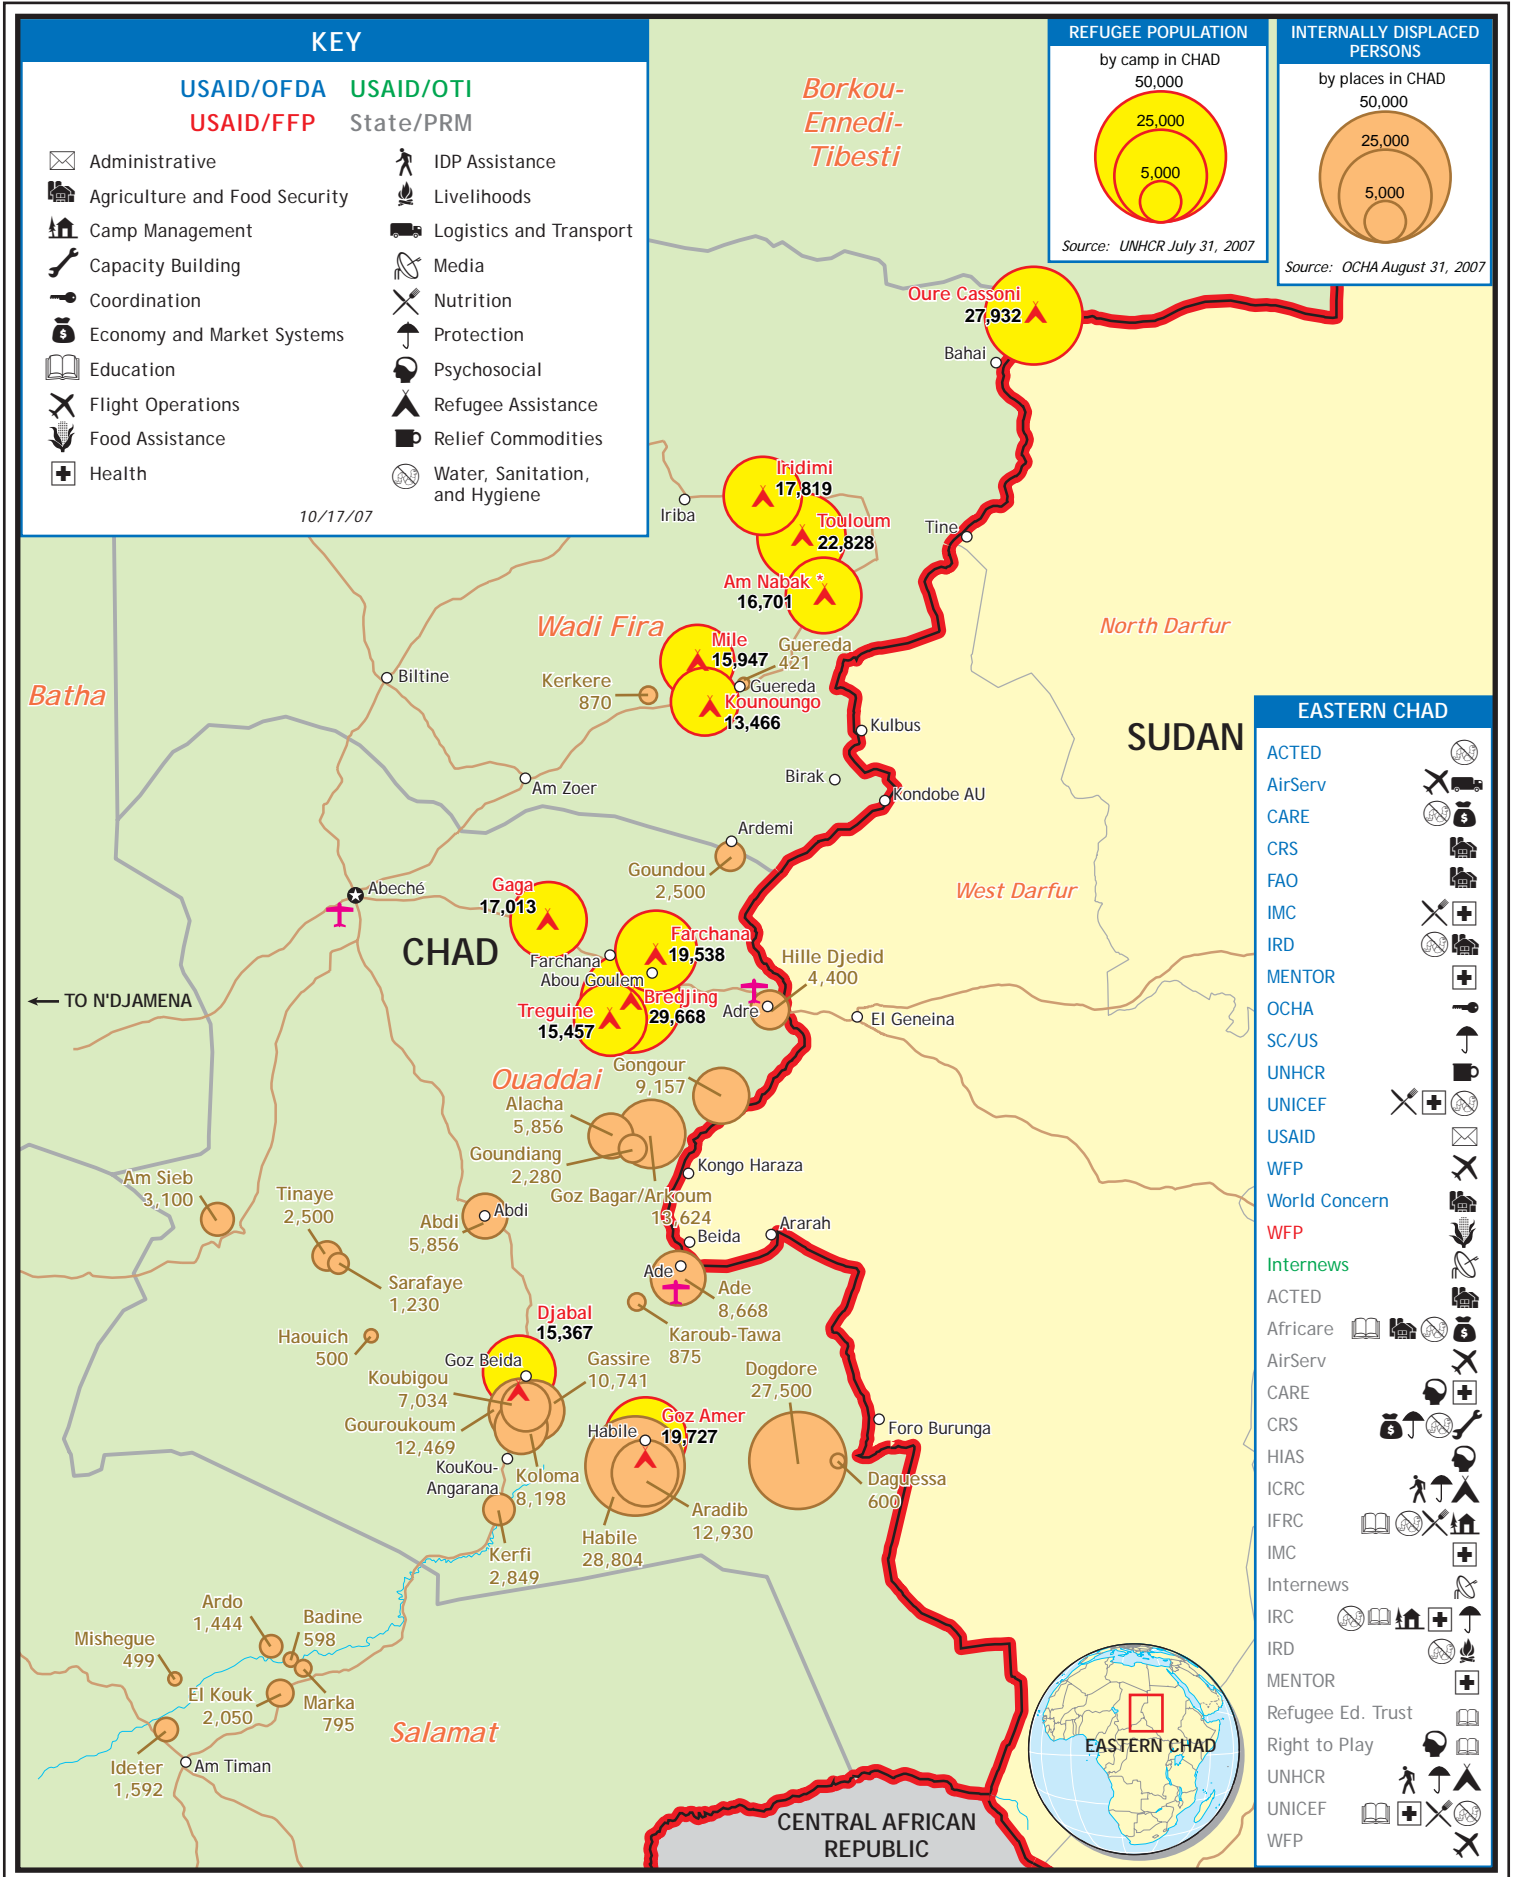 KEY
USAID/OFDA USAID/OTI
USAID/FFP State/PRM
Administrative
Agriculture and Food Security
Camp Management
Capacity Building
Coordination
Economy and Market Systems
Education
Flight Operations
Food Assistance
Health
IDP Assistance
Livelihoods
Logistics and Transport
Media
Nutrition
Protection
Psychosocial
Refugee Assistance
Relief Commodities
Water, Sanitation,
and Hygiene
10/17/07
REFUGEE POPULATION
by camp in CHAD
50,000
25,000
5,000
Source: UNHCR July 31, 2007
INTERNALLY DISPLACED
PERSONS
by places in CHAD
50,000
25,000
5,000
Source: OCHA August 31, 2007
Borkou-
Ennedi-
Tibesti
Oure Cassoni
27,932
Bahai
Iridimi
17,819
Iriba
Touloum
22,828
Tine
Am Nabak *
16,701
Wadi Fira
North Darfur
Mile
15,947
Guereda
421
Kerkere
870
Guereda
Kounoungo
13,466
Biltine
Batha
Kulbus
SUDAN
Birak
Kondobe AU
Am Zoer
Ardemi
Goundou
2,500
Abeché
Gaga
17,013
West Darfur
CHAD
Farchana
19,538
Farchana
Abou Goulem
Hille Djedid
4,400
TO N'DJAMENA
Bredjing
29,668
Treguine
15,457
Adre
El Geneina
Ouaddai
Gongour
9,157
Alacha
5,856
Goundiang
2,280
Kongo Haraza
Goz Bagar/Arkoum
13,624
Am Sieb
3,100
Tinaye
2,500
Abdi
5,856
Abdi
Ararah
Beida
Ade
Ade
8,668
Sarafaye
1,230
Karoub-Tawa
875
Haouich
500
Djabal
15,367
Goz Beida
Gassire
10,741
Koubigou
7,034
Gouroukoum
12,469
Dogdore
27,500
Goz Amer
19,727
Habile
Foro Burunga
KouKou-
Angarana
Koloma
8,198
Daguessa
600
Aradib
12,930
Habile
28,804
Kerfi
2,849
Ardo
1,444
Badine
598
Mishegue
499
El Kouk
2,050
Marka
795
Salamat
Ideter
1,592
Am Timan
CENTRAL AFRICAN
REPUBLIC
EASTERN CHAD
EASTERN CHAD
ACTED
AirServ
CARE
CRS
FAO
IMC
IRD
MENTOR
OCHA
SC/US
UNHCR
UNICEF
USAID
WFP
World Concern
WFP
Internews
ACTED
Africare
AirServ
CARE
CRS
HIAS
ICRC
IFRC
IMC
Internews
IRC
IRD
MENTOR
Refugee Ed. Trust
Right to Play
UNHCR
UNICEF
WFP